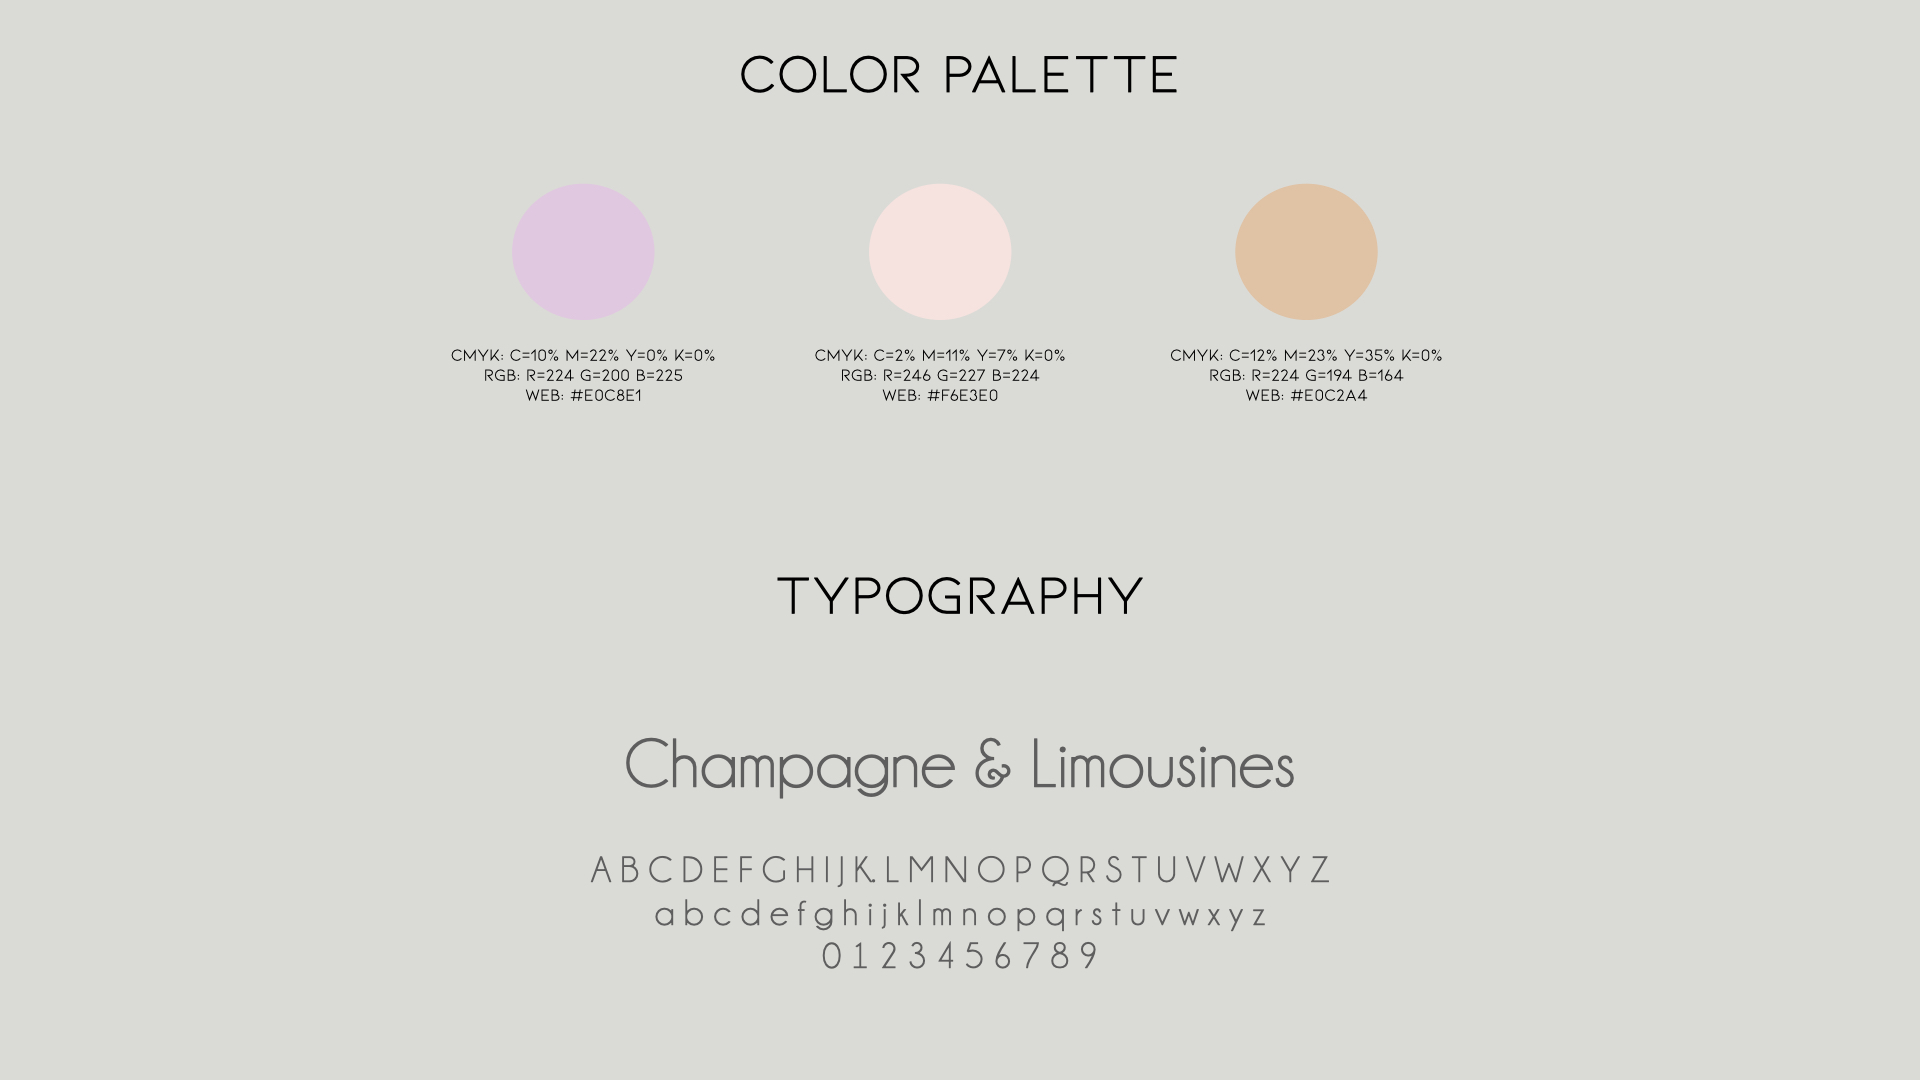 COLOR PALETTE
CMYK: C=10% M=22% Y=0% K=0%
RGB: R=224 G=200 B=225
WEB: #E0C8E1
CMYK: C=2% M=11% Y=7% K=0%
RGB: R=246 G=227 B=224
WEB: #F6E3E0
CMYK: C=12% M=23% Y=35% K=0%
RGB: R=224 G=194 B=164
WEB: #E0C2A4
TYPOGRAPHY
Champagne & Limousines
A B C D E F G H I J K. L M N O P Q R S T U V W X Y Z
a b c d e f g h i j k l m n o p q r s t u v w x y z
0 1 2 3 4 5 6 7 8 9